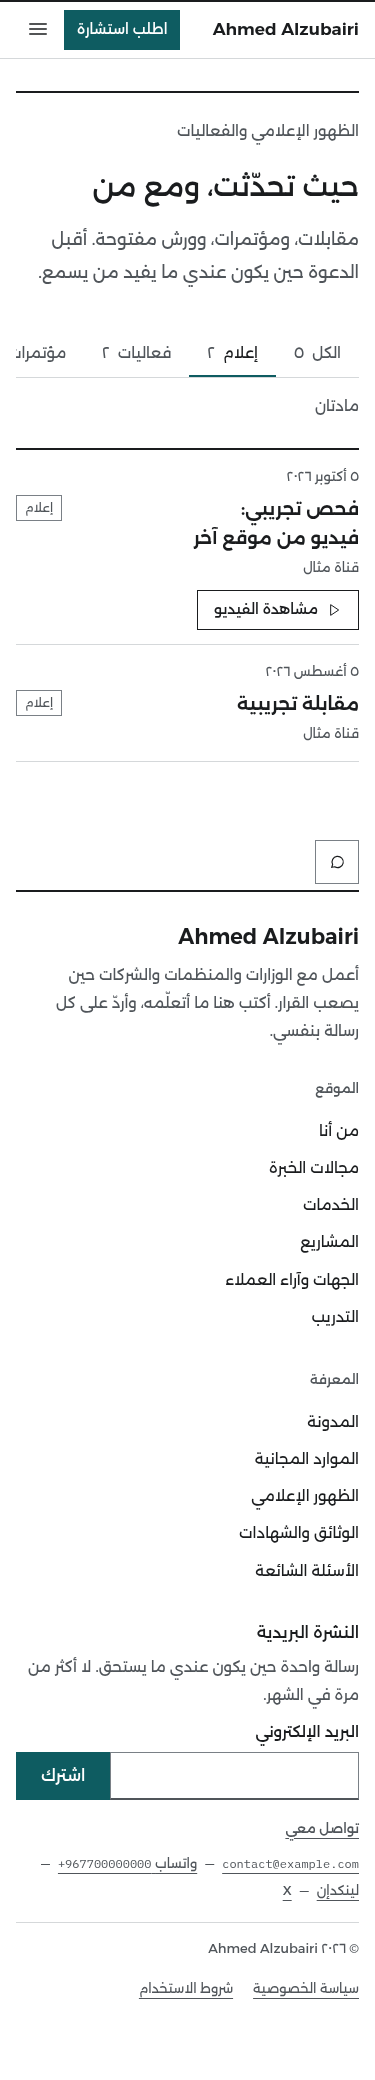 Ahmed Alzubairi
اطلب استشارة
الظهور الإعلامي والفعاليات
حيث تحدّثت، ومع من
مقابلات، ومؤتمرات، وورش مفتوحة. أقبل
الدعوة حين يكون عندي ما يفيد من يسمع.
الكل ٥ إعلام ٢ فعاليات ٢ مؤتمرات
مادتان
٥ أكتوبر ٢٠٢٦
فحص تجريبي:
فيديو من موقع آخر
إعلام
قناة مثال
مشاهدة الفيديو
٥ أغسطس ٢٠٢٦
مقابلة تجريبية
إعلام
قناة مثال
Ahmed Alzubairi
أعمل مع الوزارات والمنظمات والشركات حين
يصعب القرار. أكتب هنا ما أتعلّمه، وأردّ على كل
رسالة بنفسي.
الموقع
من أنا
مجالات الخبرة
الخدمات
المشاريع
الجهات وآراء العملاء
التدريب
المعرفة
المدونة
الموارد المجانية
الظهور الإعلامي
الوثائق والشهادات
الأسئلة الشائعة
النشرة البريدية
رسالة واحدة حين يكون عندي ما يستحق. لا أكثر من
مرة في الشهر.
البريد الإلكتروني
اشترك
تواصل معي
contact@example.com — واتساب +967700000000 —
لينكدإن — X
© ٢٠٢٦ Ahmed Alzubairi
سياسة الخصوصية شروط الاستخدام